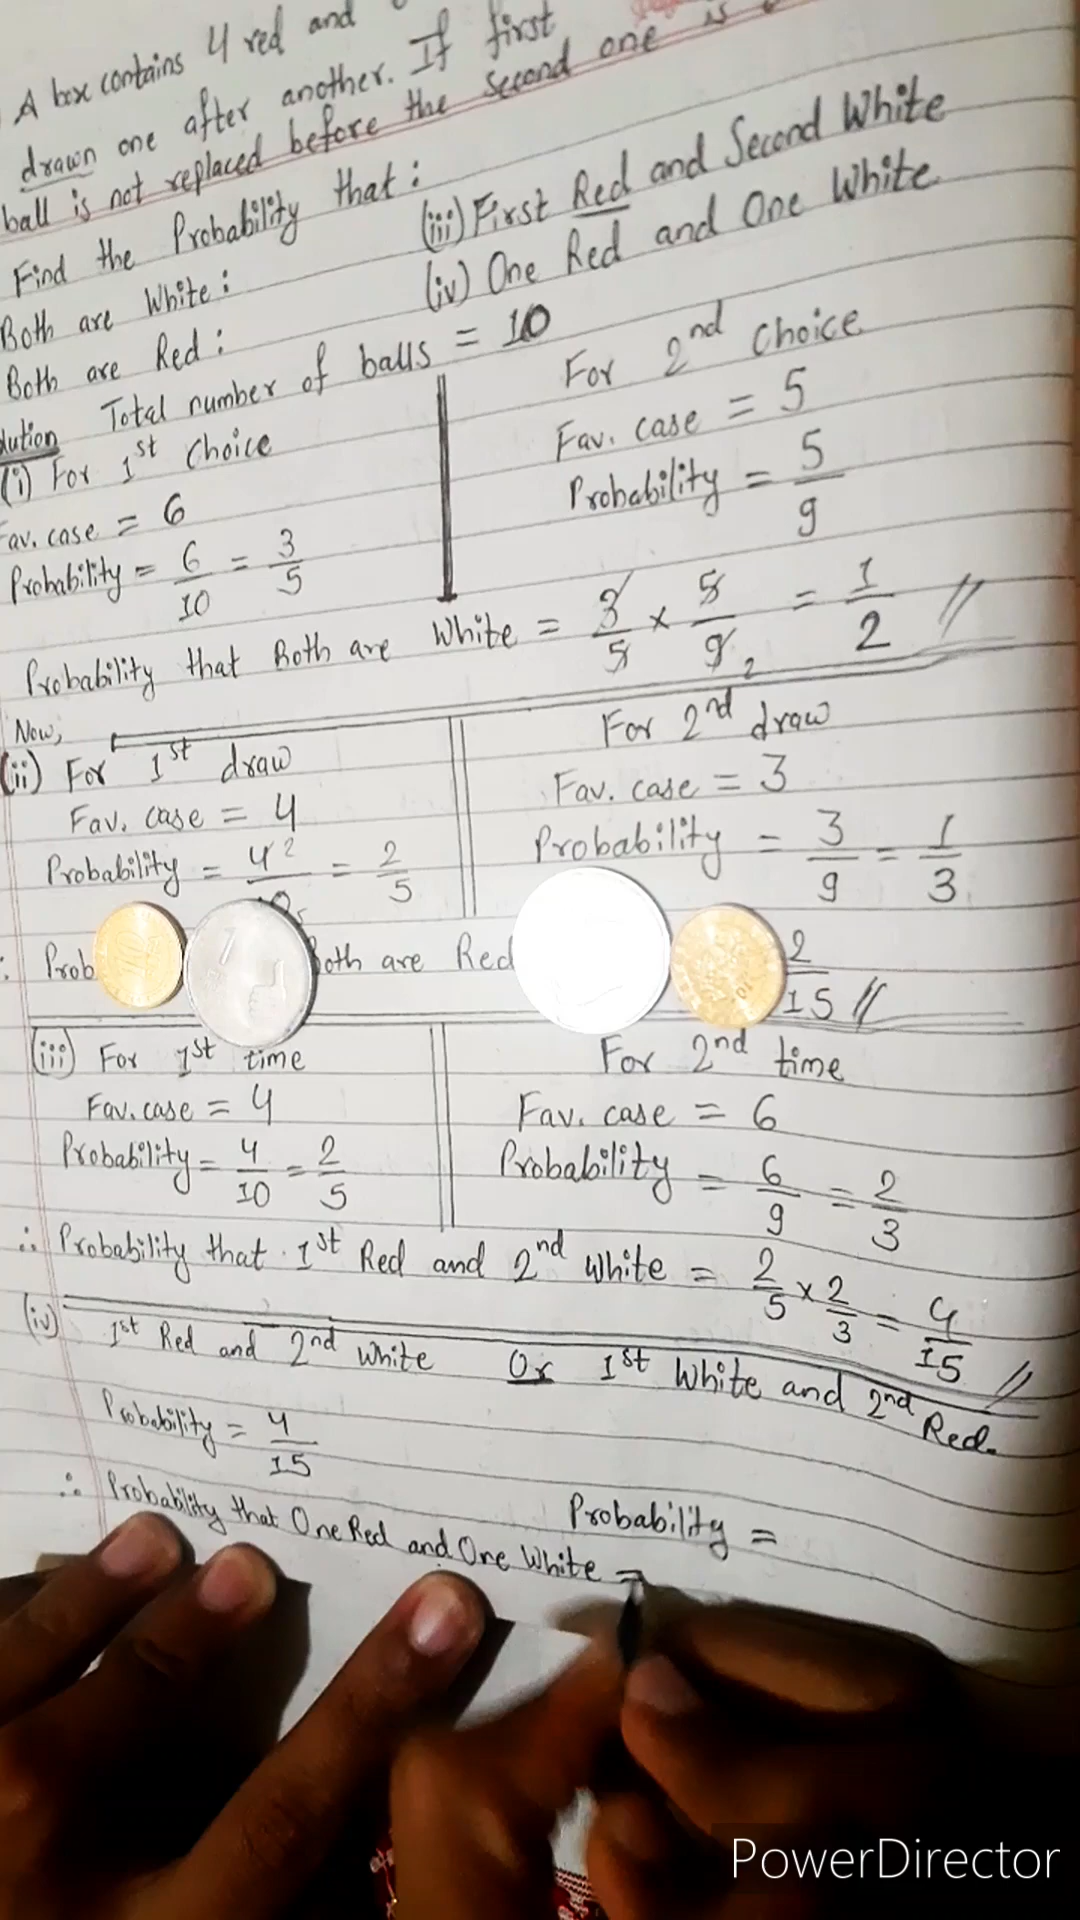 A box contains 4 red and
drawn one after another. If first
ball is not replaced before the second one is
Find the Probability that:
Both are White: (iii) First Red and Second White
Both are Red: (iv) One Red and One White
lution Total number of balls = 10
(i) For 1st Choice
Fav. case = 6
Probability = 6/10 = 3/5
For 2nd Choice
Fav. case = 5
Probability = 5/9
Probability that Both are White = 3/5 × 5/9 2 = 1/2 //
Now,
(ii) For 1st draw
Fav. case = 4
Probability = 4 2/10 5 = 2/5
For 2nd draw
Fav. case = 3
Probability = 3/9 = 1/3
∴ Prob Both are Red 2/15 //
(iii) For 1st time
Fav. case = 4
Probability = 4/10 = 2/5
For 2nd time
Fav. case = 6
Probability = 6/9 = 2/3
∴ Probability that 1st Red and 2nd White = 2/5 × 2/3 = 4/15 //
(iv) 1st Red and 2nd White Or 1st White and 2nd Red.
Probability = 4/15
Probability =
∴ Probability that One Red and One White =
PowerDirector